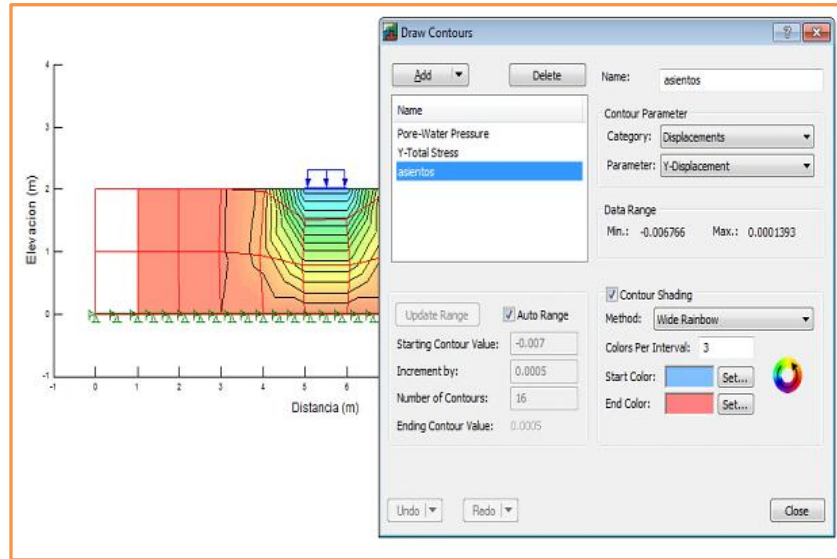 Draw Contours
Add
Delete
Name:
asientos
Name
Pore-Water Pressure
Y-Total Stress
asientos
Contour Parameter
Category:
Displacements
Parameter:
Y-Displacement
Data Range
Min.: -0.006766
Max.: 0.0001393
Update Range
Auto Range
Starting Contour Value:
-0.007
Increment by:
0.0005
Number of Contours:
16
Ending Contour Value:
0.0005
Contour Shading
Method:
Wide Rainbow
Colors Per Interval:
3
Start Color:
Set...
End Color:
Set...
Undo
Redo
Close
Elevacion (m)
4
3
2
1
0
-1
-1 0 1 2 3 4 5 6
Distancia (m)